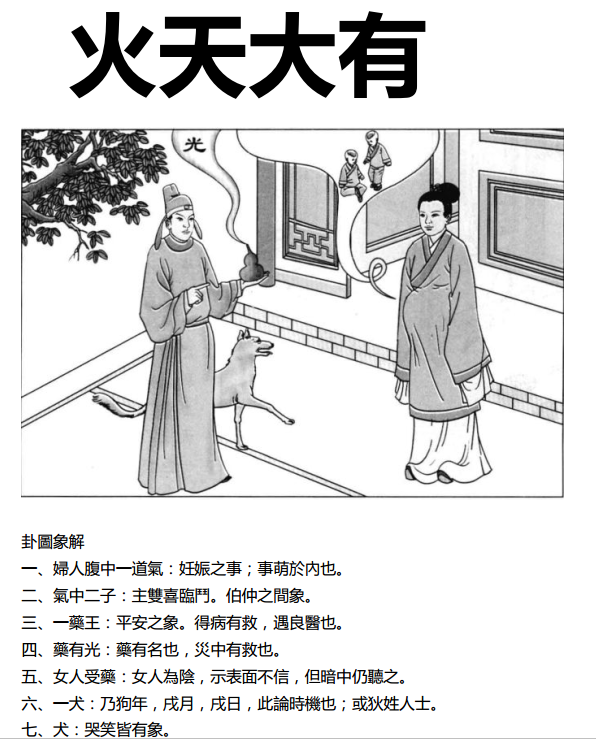 火天大有
光
卦圖象解
一、婦人腹中一道氣：妊娠之事；事萌於內也。
二、氣中二子：主雙喜臨鬥。伯仲之間象。
三、一藥王：平安之象。得病有救，遇良醫也。
四、藥有光：藥有名也，災中有救也。
五、女人受藥：女人為陰，示表面不信，但暗中仍聽之。
六、一犬：乃狗年，戌月，戌日，此論時機也；或狄姓人士。
七、犬：哭笑皆有象。